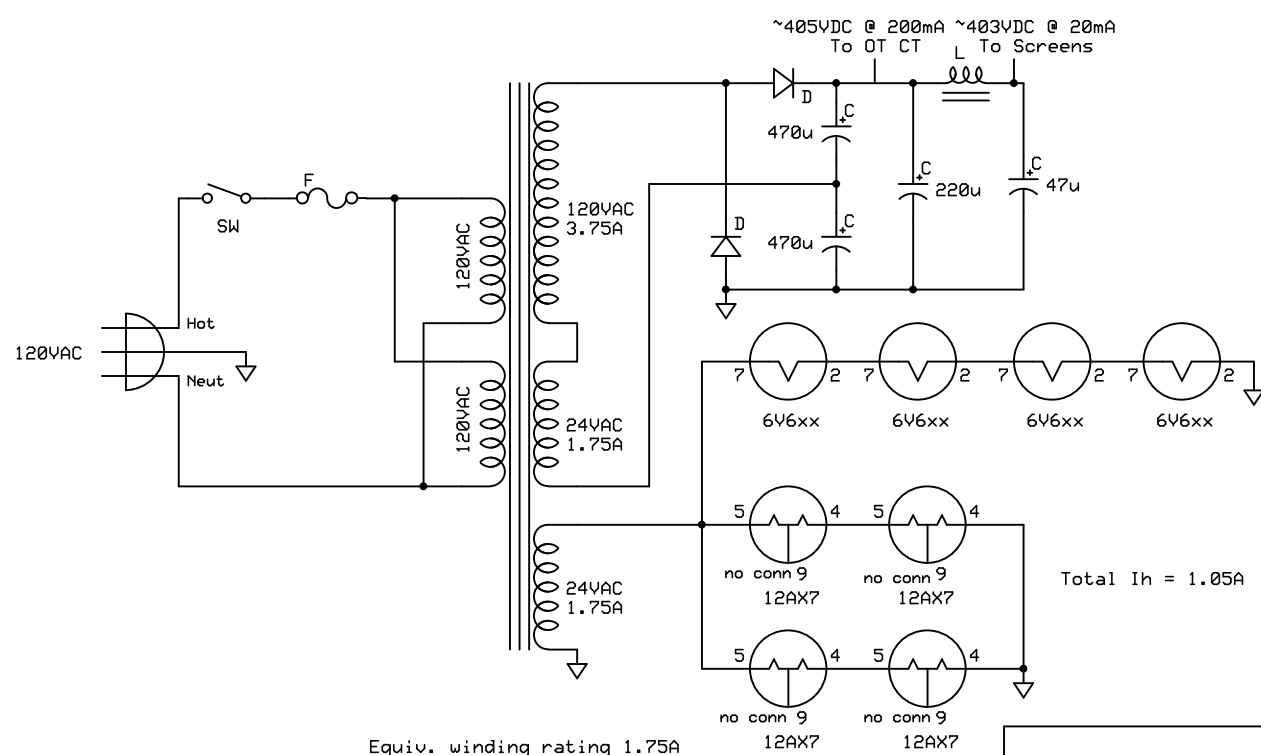 ~405VDC @ 200mA ~403VDC @ 20mA
To OT CT To Screens
L
D
C
470u
F
SW
120VAC
120VAC
3.75A
D
470u
C
C
220u
C
47u
Hot
120VAC
Neut
120VAC
24VAC
1.75A
7 2 7 2 7 2 7 2
6V6xx 6V6xx 6V6xx 6V6xx
5 4 5 4
no conn 9 no conn 9
12AX7 12AX7
24VAC
1.75A
Total Ih = 1.05A
5 4 5 4
no conn 9 no conn 9
12AX7 12AX7
Equiv. winding rating 1.75A